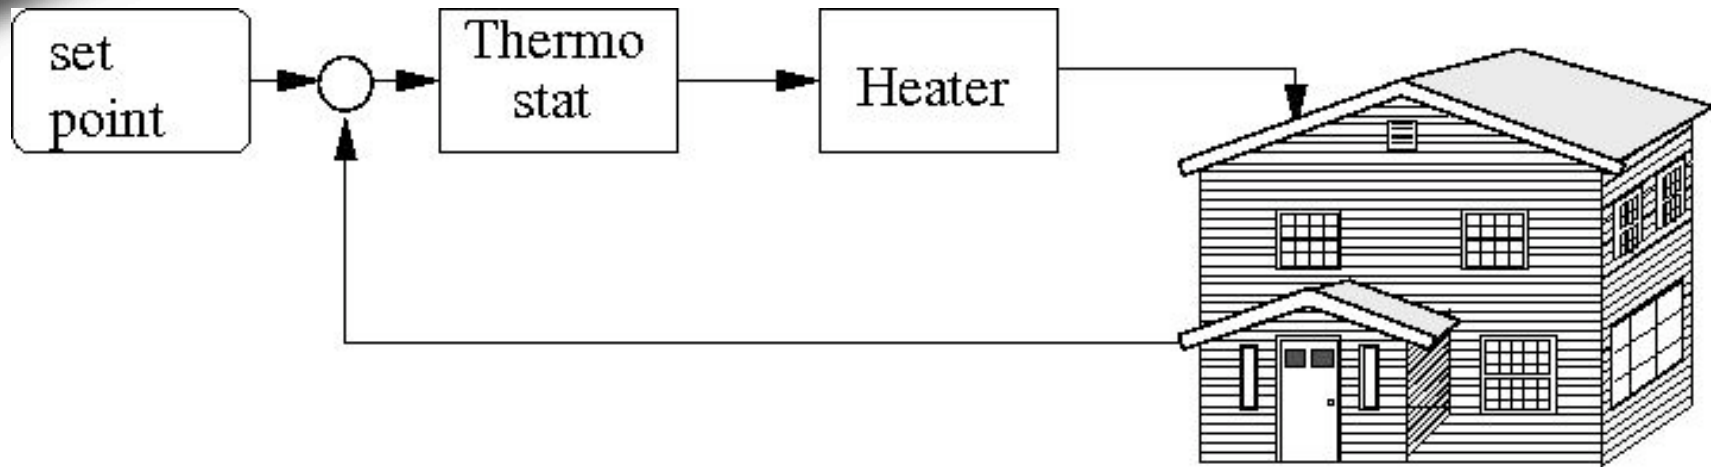 set
point
Thermo
stat
Heater